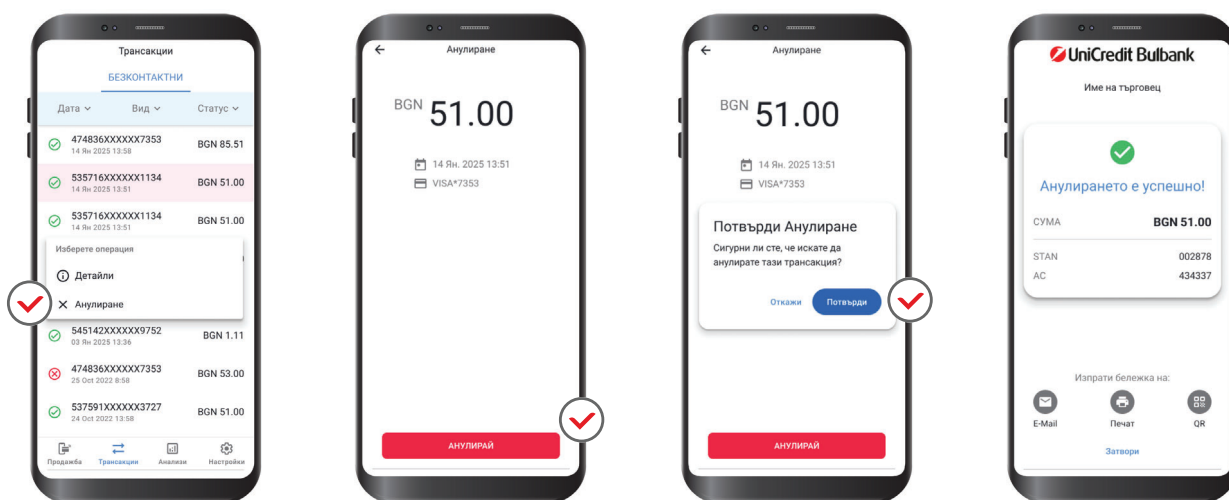 Трансакции
БЕЗКОНТАКТНИ
Дата Вид Статус
474836XXXXXX7353 BGN 85.51
14 Ян 2025 13:58
535716XXXXXX1134 BGN 51.00
14 Ян 2025 13:51
535716XXXXXX1134 BGN 51.00
14 Ян 2025 13:51
Изберете операция
Детайли
Анулиране
545142XXXXXX9752 BGN 1.11
03 Ян 2025 13:36
474836XXXXXX7353 BGN 53.00
25 Oct 2022 8:58
537591XXXXXX3727 BGN 51.00
24 Oct 2022 13:58
Продажба Трансакции Анализи Настройки
Анулиране
BGN 51.00
14 Ян. 2025 13:51
VISA*7353
АНУЛИРАЙ
Анулиране
BGN 51.00
14 Ян. 2025 13:51
VISA*7353
Потвърди Анулиране
Сигурни ли сте, че искате да
анулирате тази трансакция?
Откажи Потвърди
АНУЛИРАЙ
UniCredit Bulbank
Име на търговец
Анулирането е успешно!
СУМА BGN 51.00
STAN 002878
AC 434337
Изпрати бележка на:
E-Mail Печат QR
Затвори